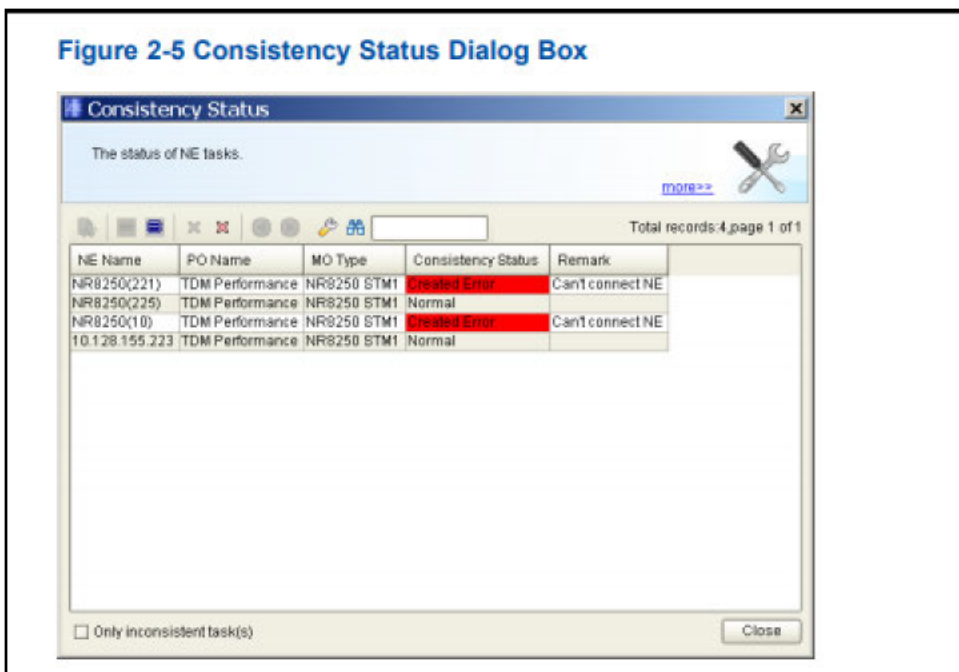 Figure 2-5 Consistency Status Dialog Box
Consistency Status
The status of NE tasks.
more>>
Total records:4,page 1 of 1
NE Name PO Name MO Type Consistency Status Remark
NR8250(221) TDM Performance NR8250 STM1 Created Error Can't connect NE
NR8250(225) TDM Performance NR8250 STM1 Normal
NR8250(10) TDM Performance NR8250 STM1 Created Error Can't connect NE
10.128.155.223 TDM Performance NR8250 STM1 Normal
Only inconsistent task(s)
Close